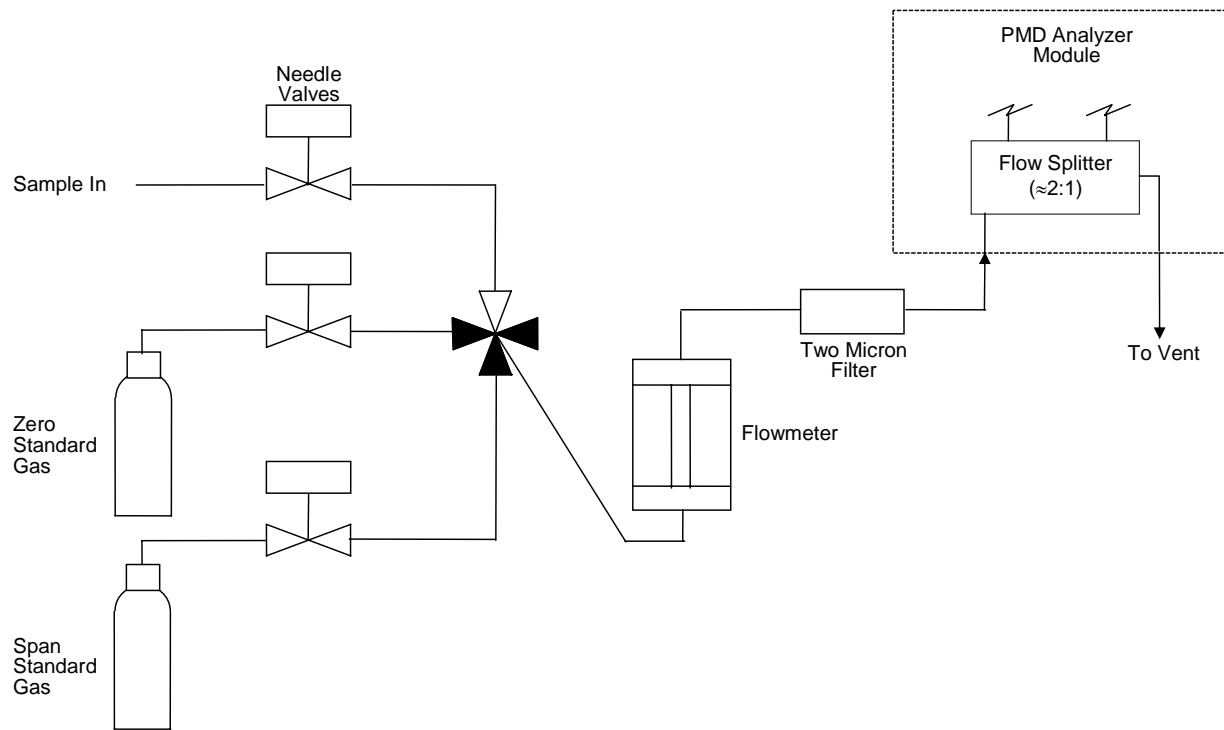 PMD Analyzer
Module
Needle
Valves
Sample In
Flow Splitter
(≈2:1)
Two Micron
Filter
To Vent
Zero
Standard
Gas
Flowmeter
Span
Standard
Gas